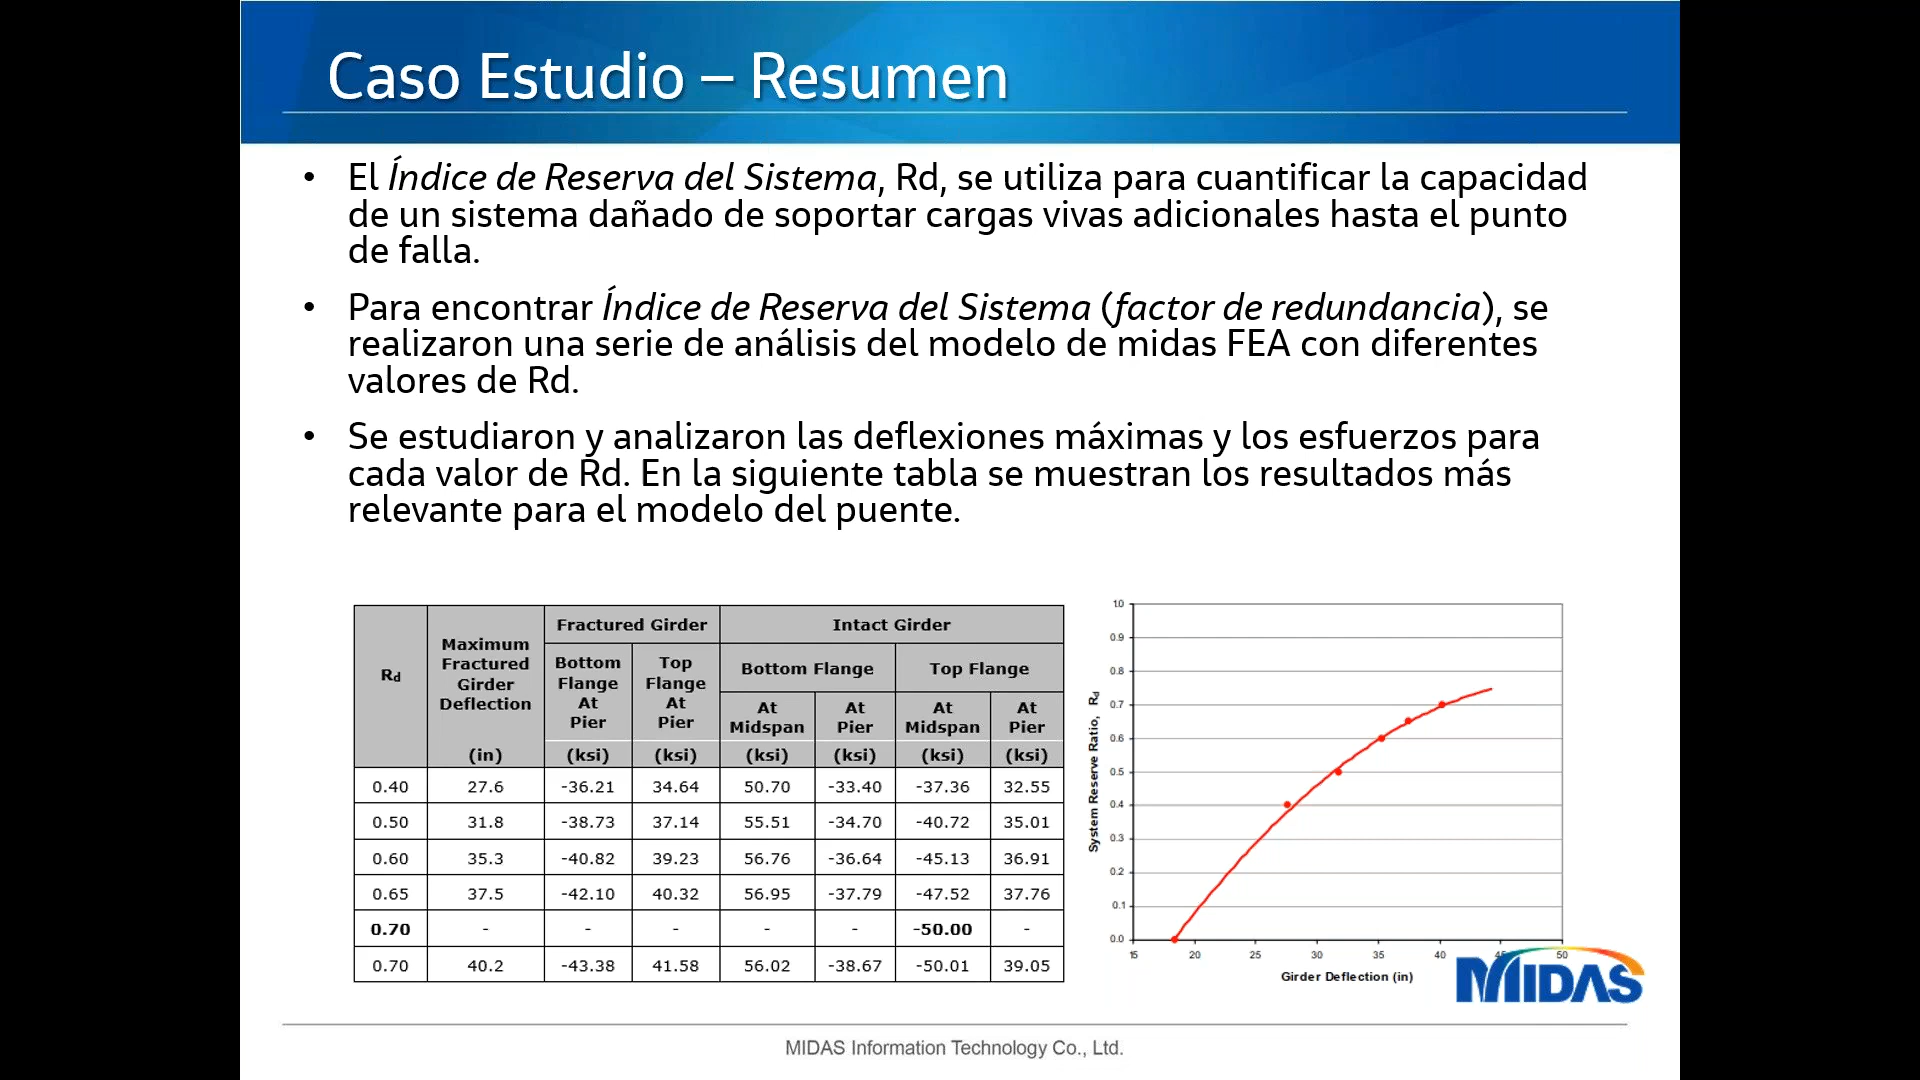 Caso Estudio – Resumen
• El Índice de Reserva del Sistema, Rd, se utiliza para cuantificar la capacidad
de un sistema dañado de soportar cargas vivas adicionales hasta el punto
de falla.
• Para encontrar Índice de Reserva del Sistema (factor de redundancia), se
realizaron una serie de análisis del modelo de midas FEA con diferentes
valores de Rd.
• Se estudiaron y analizaron las deflexiones máximas y los esfuerzos para
cada valor de Rd. En la siguiente tabla se muestran los resultados más
relevante para el modelo del puente.
Rd
Maximum
Fractured
Girder
Deflection
(in)
Fractured Girder
Intact Girder
Bottom
Flange
At
Pier
(ksi)
Top
Flange
At
Pier
(ksi)
Bottom Flange
Top Flange
At
Midspan
(ksi)
At
Pier
(ksi)
At
Midspan
(ksi)
At
Pier
(ksi)
0.40 27.6 -36.21 34.64 50.70 -33.40 -37.36 32.55
0.50 31.8 -38.73 37.14 55.51 -34.70 -40.72 35.01
0.60 35.3 -40.82 39.23 56.76 -36.64 -45.13 36.91
0.65 37.5 -42.10 40.32 56.95 -37.79 -47.52 37.76
0.70 - - - - - -50.00 -
0.70 40.2 -43.38 41.58 56.02 -38.67 -50.01 39.05
System Reserve Ratio, Rd
1.0
0.9
0.8
0.7
0.6
0.5
0.4
0.3
0.2
0.1
0.0
15 20 25 30 35 40 50
Girder Deflection (in)
MIDAS
MIDAS Information Technology Co., Ltd.